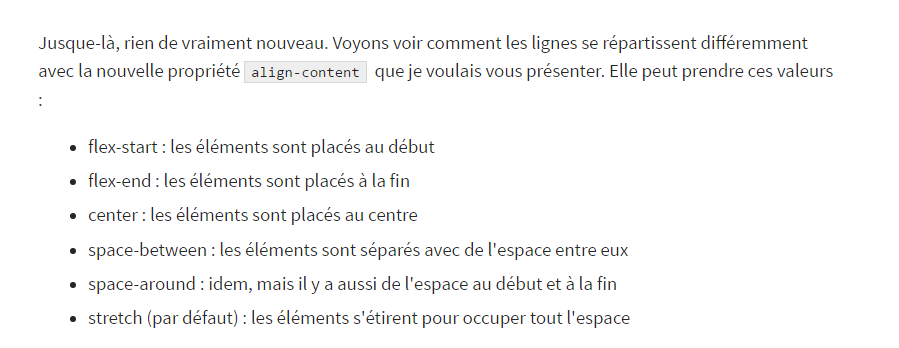 Jusque-là, rien de vraiment nouveau. Voyons voir comment les lignes se répartissent différemment
avec la nouvelle propriété align-content que je voulais vous présenter. Elle peut prendre ces valeurs
:
• flex-start : les éléments sont placés au début
• flex-end : les éléments sont placés à la fin
• center : les éléments sont placés au centre
• space-between : les éléments sont séparés avec de l'espace entre eux
• space-around : idem, mais il y a aussi de l'espace au début et à la fin
• stretch (par défaut) : les éléments s'étirent pour occuper tout l'espace